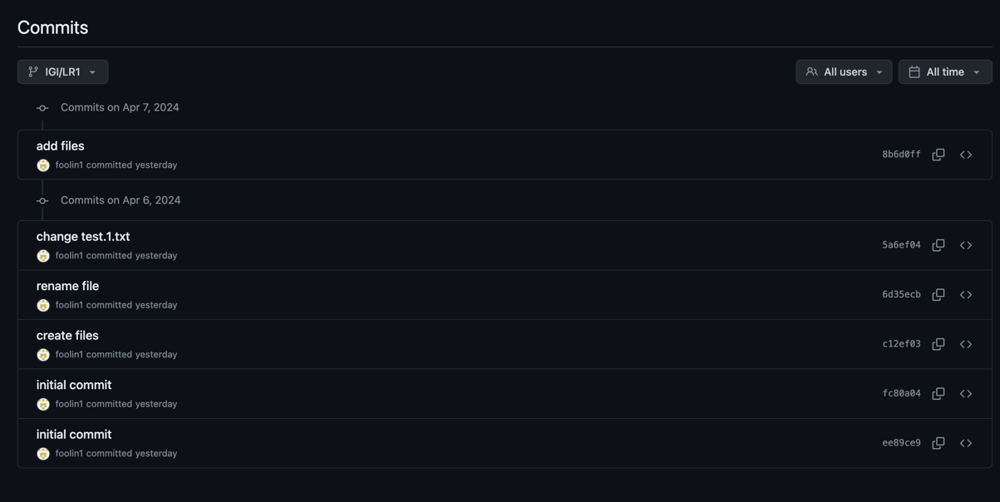 Commits
IGI/LR1
All users
All time
Commits on Apr 7, 2024
add files
8b6d0ff
foolin1 committed yesterday
Commits on Apr 6, 2024
change test.1.txt
5a6ef04
foolin1 committed yesterday
rename file
6d35ecb
foolin1 committed yesterday
create files
c12ef03
foolin1 committed yesterday
initial commit
fc80a04
foolin1 committed yesterday
initial commit
ee89ce9
foolin1 committed yesterday